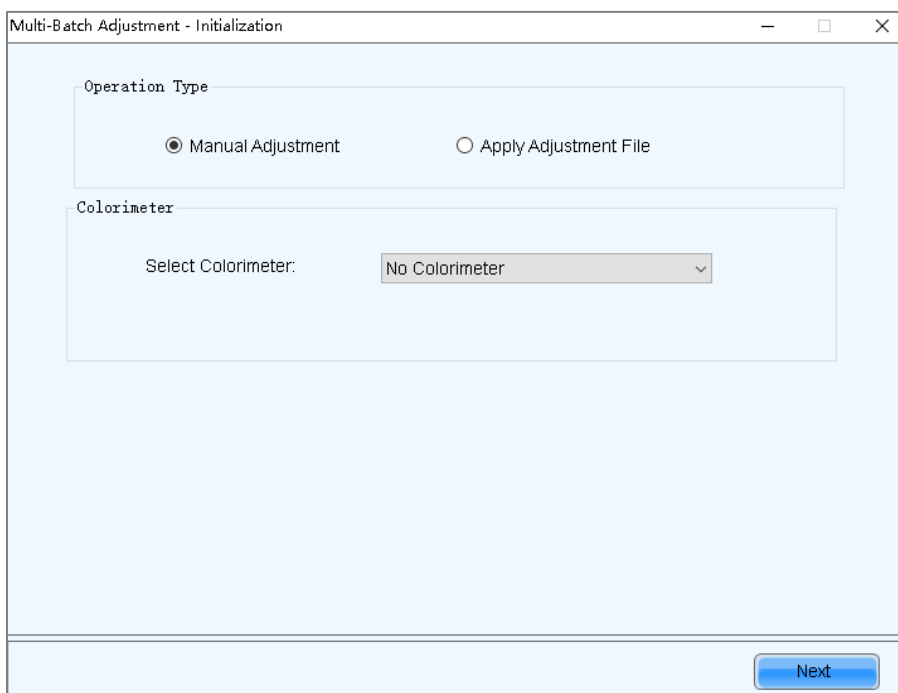 Multi-Batch Adjustment - Initialization
Operation Type
Manual Adjustment Apply Adjustment File
Colorimeter
Select Colorimeter: No Colorimeter
Next